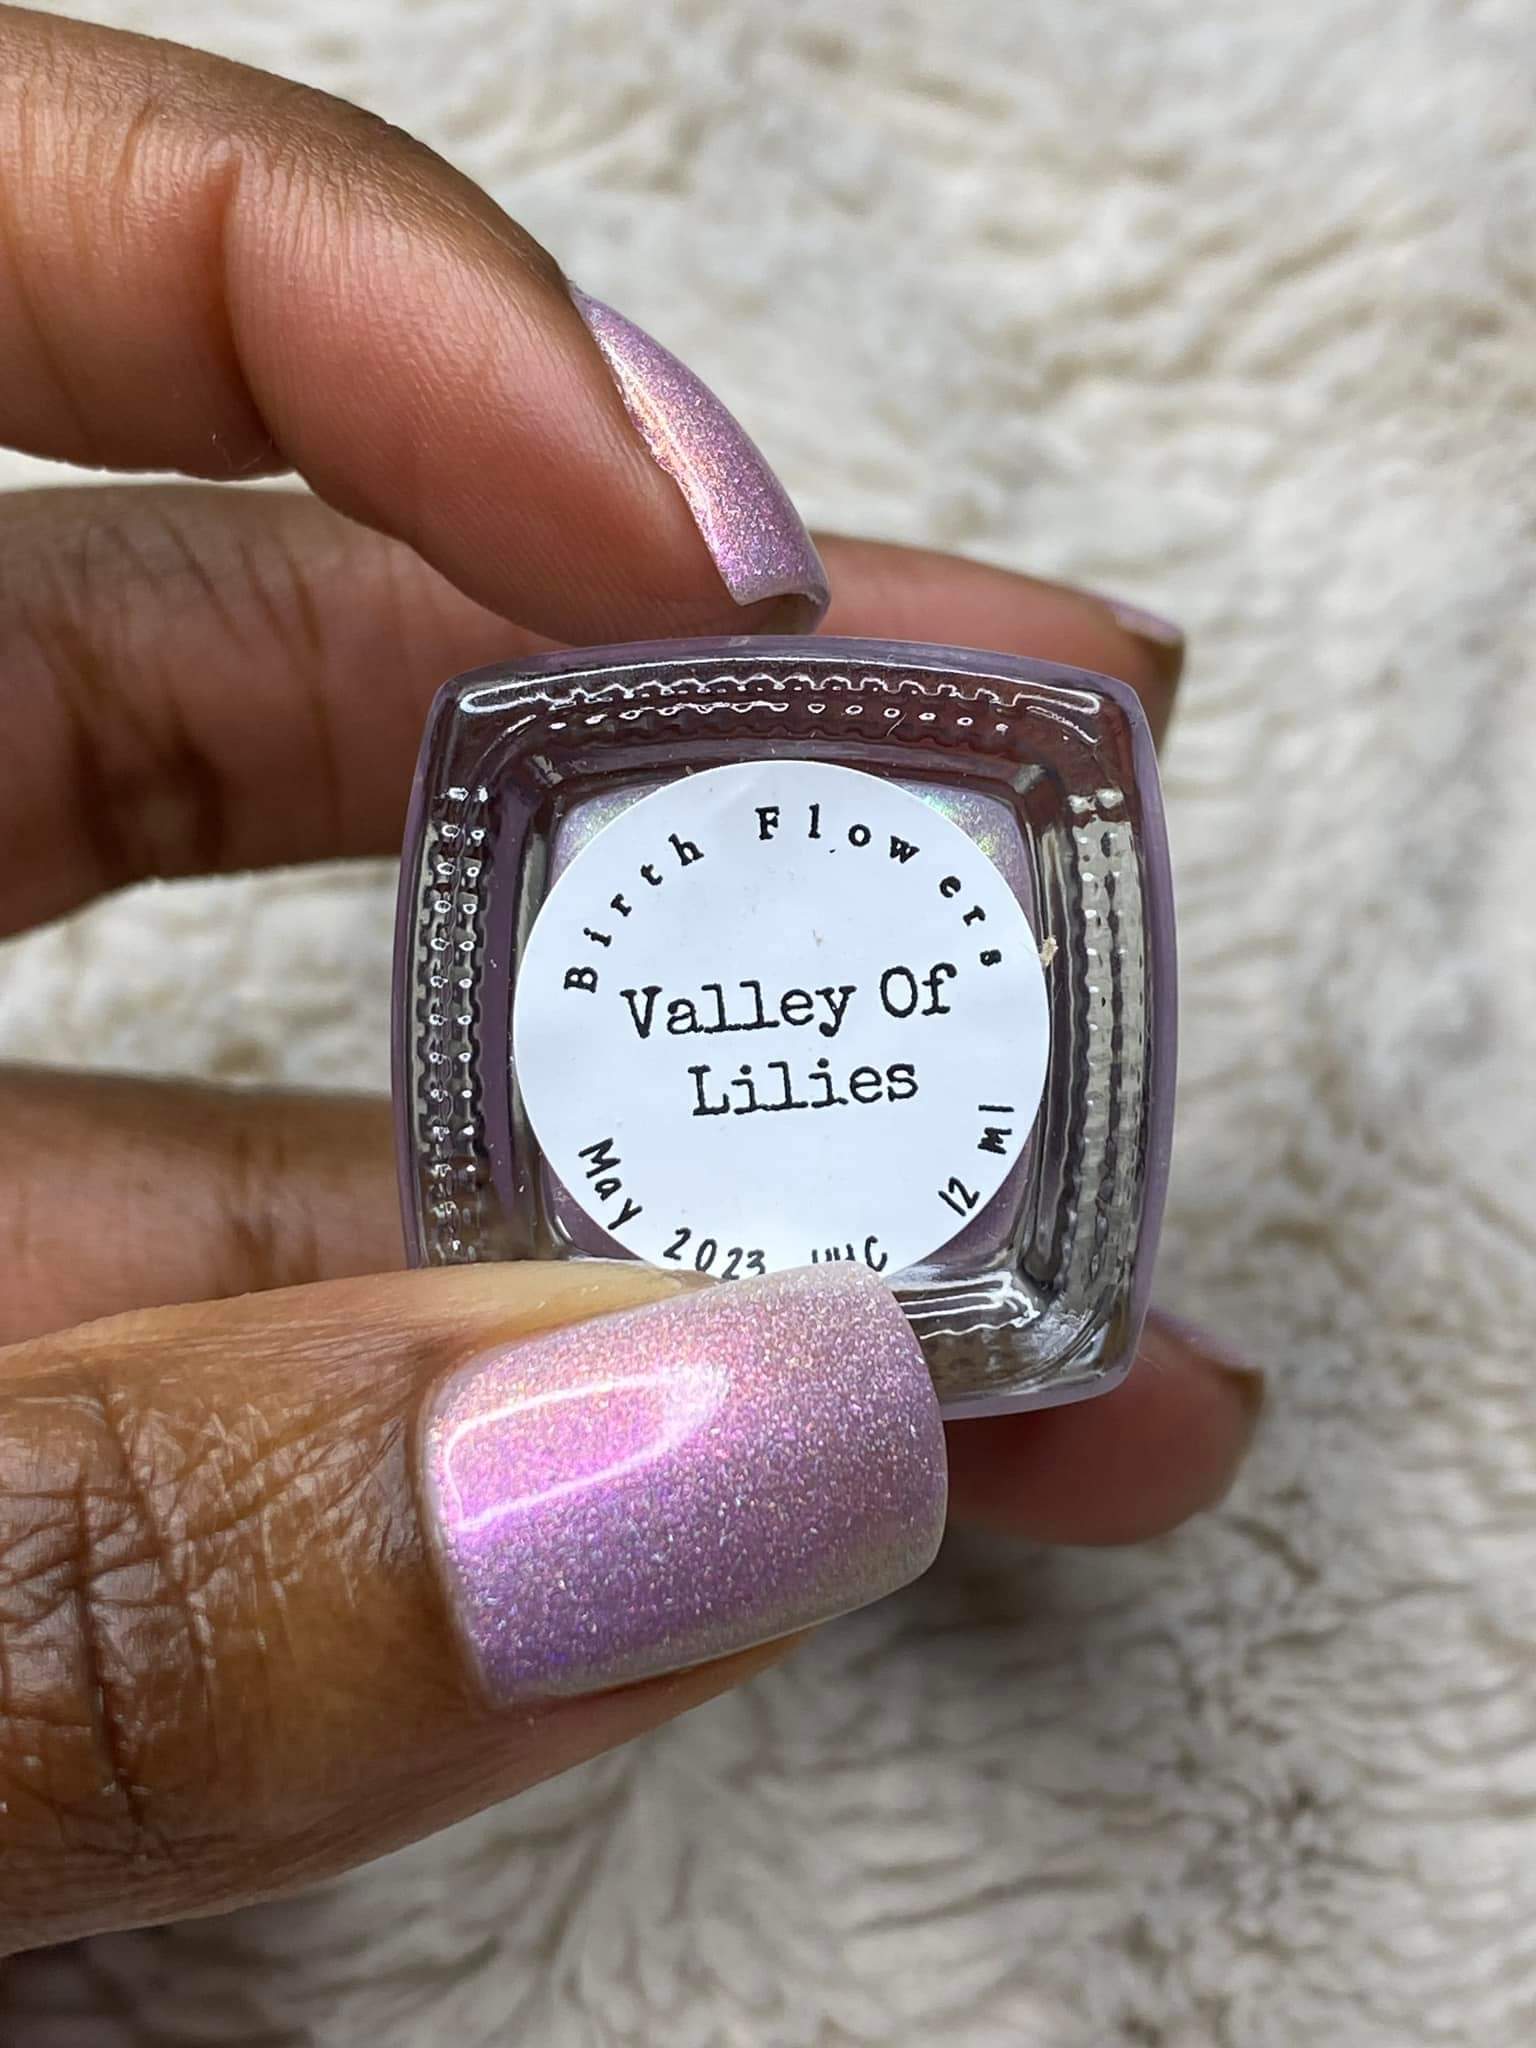 Birth Flowers
Valley Of
Lilies
May 2023 12 Ml